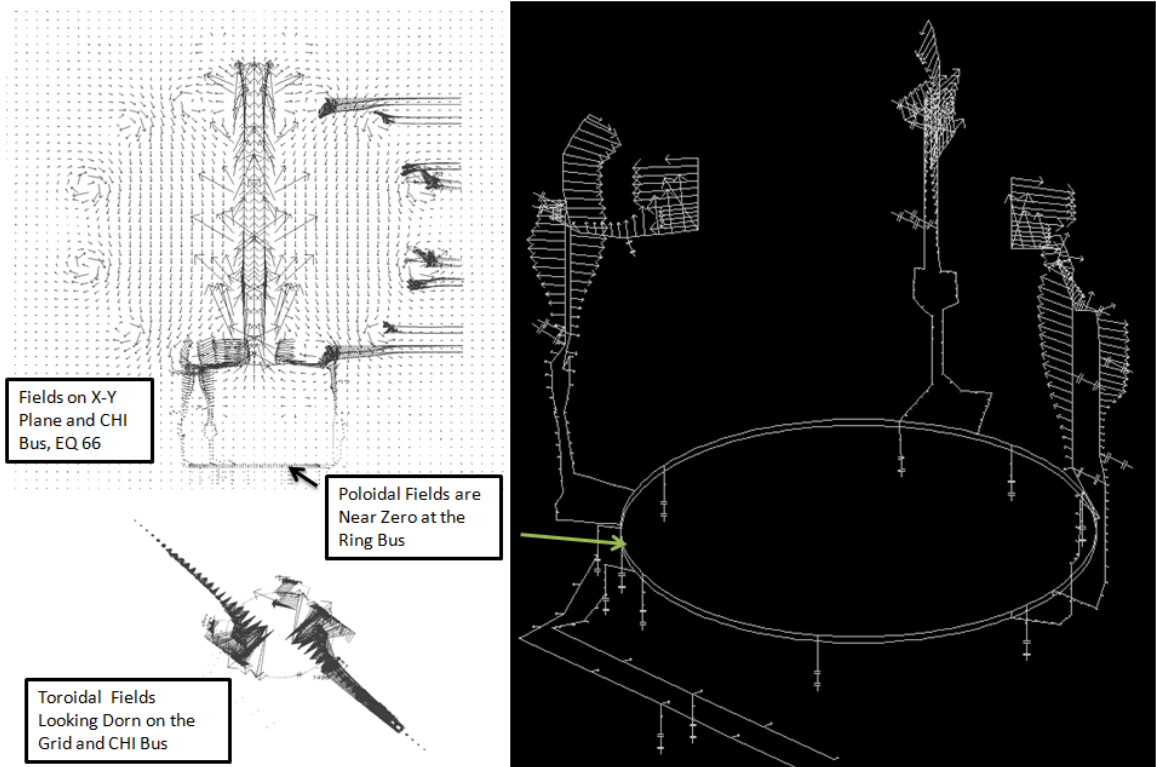 Fields on X-Y
Plane and CHI
Bus, EQ 66
Poloidal Fields are
Near Zero at the
Ring Bus
Toroidal Fields
Looking Dorn on the
Grid and CHI Bus